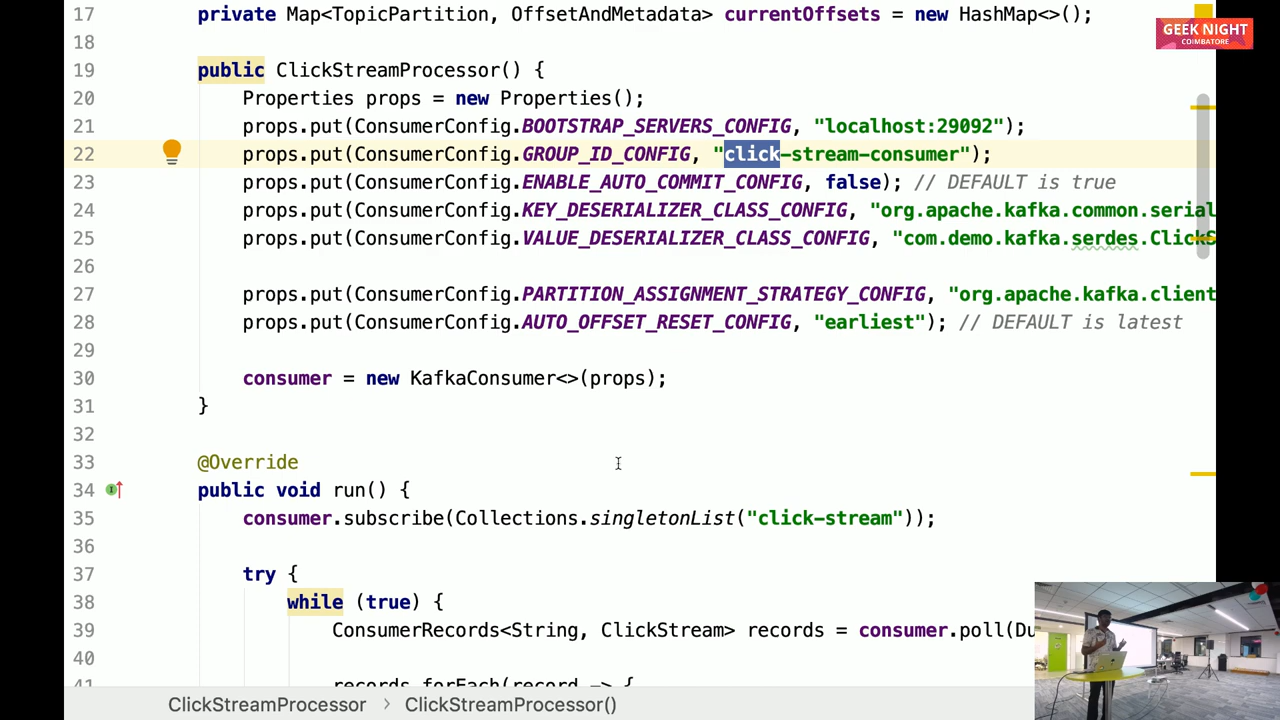 GEEK NIGHT
COIMBATORE
17 private Map<TopicPartition, OffsetAndMetadata> currentOffsets = new HashMap<>();
18
19 public ClickStreamProcessor() {
20 Properties props = new Properties();
21 props.put(ConsumerConfig.BOOTSTRAP_SERVERS_CONFIG, "localhost:29092");
22 props.put(ConsumerConfig.GROUP_ID_CONFIG, "click-stream-consumer");
23 props.put(ConsumerConfig.ENABLE_AUTO_COMMIT_CONFIG, false); // DEFAULT is true
24 props.put(ConsumerConfig.KEY_DESERIALIZER_CLASS_CONFIG, "org.apache.kafka.common.serial
25 props.put(ConsumerConfig.VALUE_DESERIALIZER_CLASS_CONFIG, "com.demo.kafka.serdes.ClickS
26
27 props.put(ConsumerConfig.PARTITION_ASSIGNMENT_STRATEGY_CONFIG, "org.apache.kafka.client
28 props.put(ConsumerConfig.AUTO_OFFSET_RESET_CONFIG, "earliest"); // DEFAULT is latest
29
30 consumer = new KafkaConsumer<>(props);
31 }
32
33 @Override
34 public void run() {
35 consumer.subscribe(Collections.singletonList("click-stream"));
36
37 try {
38 while (true) {
39 ConsumerRecords<String, ClickStream> records = consumer.poll(Du
40
41 records.forEach(record -> {
ClickStreamProcessor > ClickStreamProcessor()